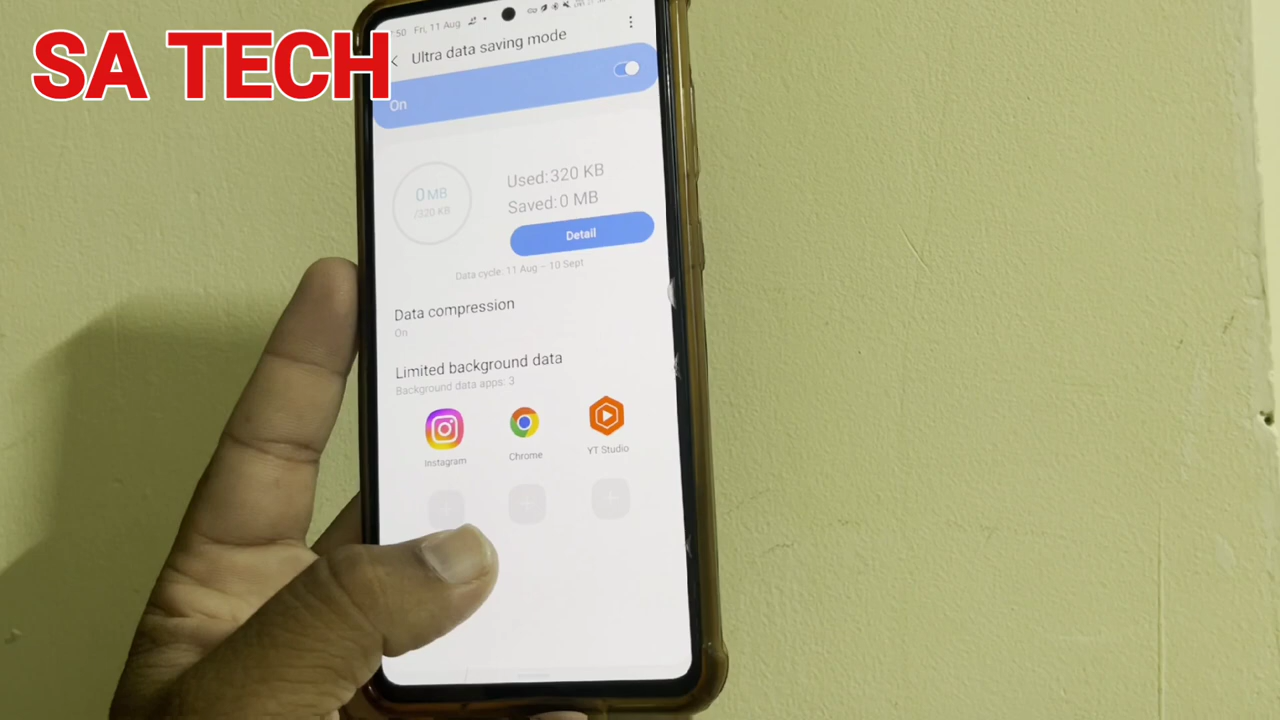 SA TECH
:50 Fri, 11 Aug
Ultra data saving mode
On
0 MB
/320 KB
Used: 320 KB
Saved: 0 MB
Detail
Data cycle: 11 Aug – 10 Sept
Data compression
On
Limited background data
Background data apps: 3
Instagram
Chrome
YT Studio